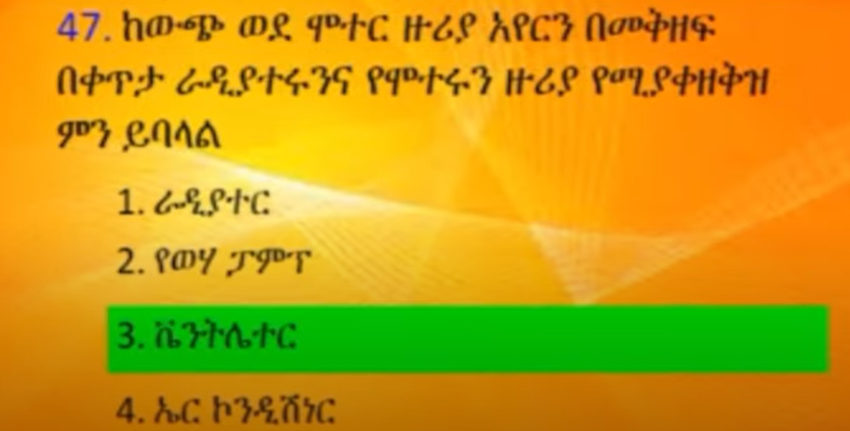 47. ከውጭ ወደ ሞተር ዙሪያ አየርን በመቅዘፍ
በቀጥታ ራዲያተሩንና የሞተሩን ዙሪያ የሚያቀዘቅዝ
ምን ይባላል
1. ራዲያተር
2. የወሃ ፓምፕ
3. ቬንትሌተር
4. ኤር ኮንዲሽነር